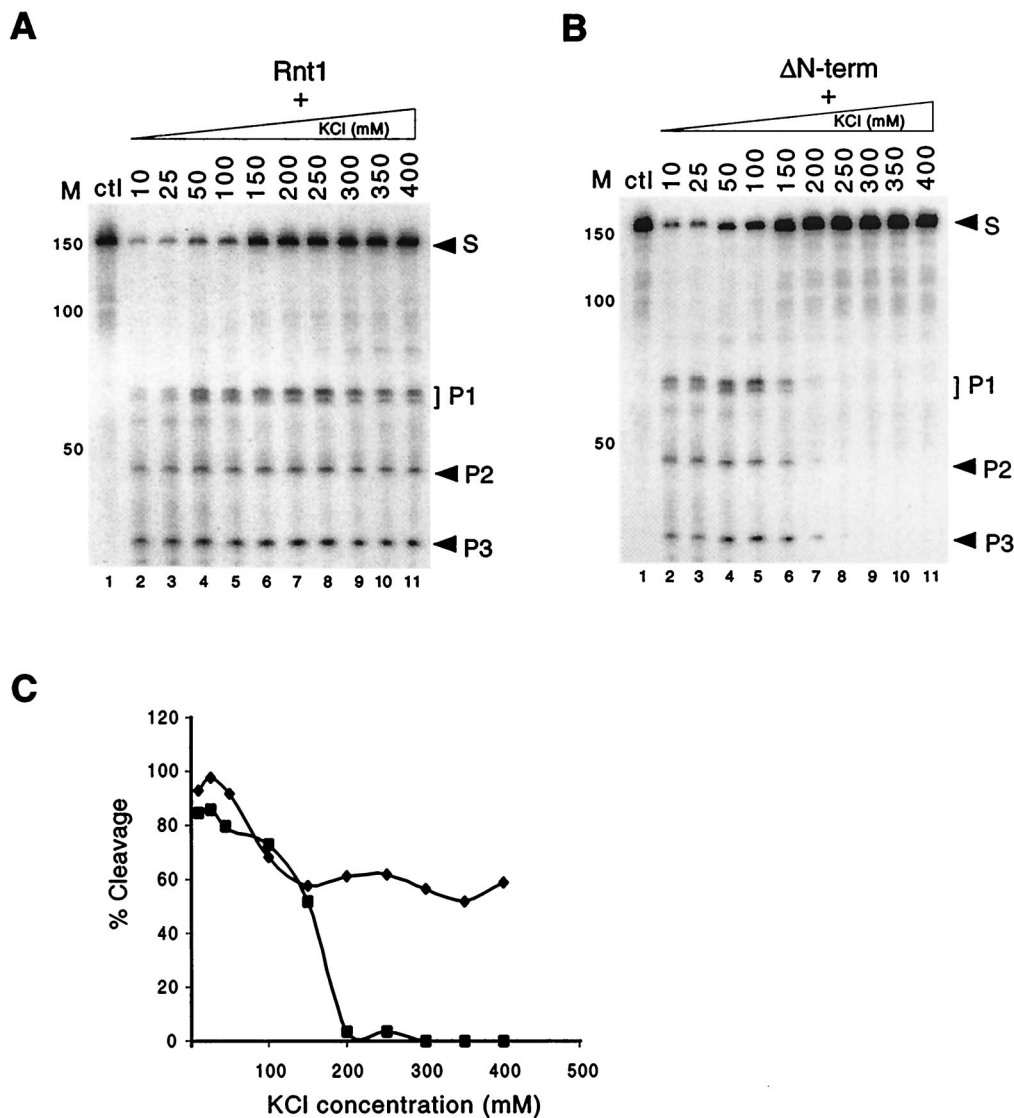 A
Rnt1
+
KCl (mM)
M ctl 10 25 50 100 150 200 250 300 350 400
150
100
50
S
P1
P2
P3
1 2 3 4 5 6 7 8 9 10 11
B
ΔN-term
+
KCl (mM)
M ctl 10 25 50 100 150 200 250 300 350 400
150
100
50
S
P1
P2
P3
1 2 3 4 5 6 7 8 9 10 11
C
% Cleavage
120
100
80
60
40
20
0
100 200 300 400 500
KCl concentration (mM)